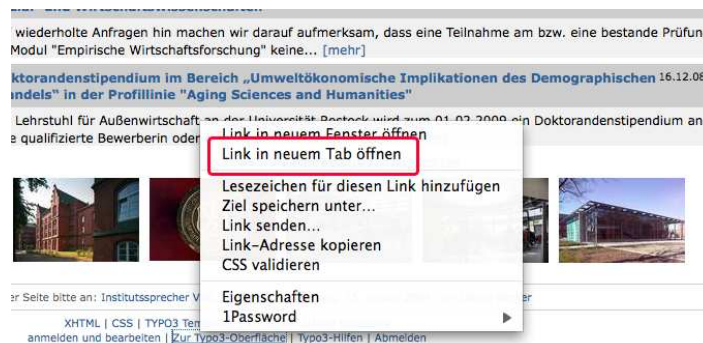 wiederholte Anfragen hin machen wir darauf aufmerksam, dass eine Teilnahme am bzw. eine bestande Prüfun
Modul "Empirische Wirtschaftsforschung" keine... [mehr]
ktorandenstipendium im Bereich „Umweltökonomische Implikationen des Demographischen 16.12.08
andels" in der Profillinie "Aging Sciences and Humanities"
Lehrstuhl für Außenwirtschaft an der Universität Rostock wird zum 01.02.2009 ein Doktorandenstipendium an
e qualifizierte Bewerberin oder
Link in neuem Fenster öffnen
Link in neuem Tab öffnen
Lesezeichen für diesen Link hinzufügen
Ziel speichern unter...
Link senden...
Link-Adresse kopieren
CSS validieren
Eigenschaften
1Password
er Seite bitte an: Institutssprecher V
XHTML | CSS | TYPO3 Tem
anmelden und bearbeiten | Zur Typo3-Oberfläche | Typo3-Hilfen | Abmelden